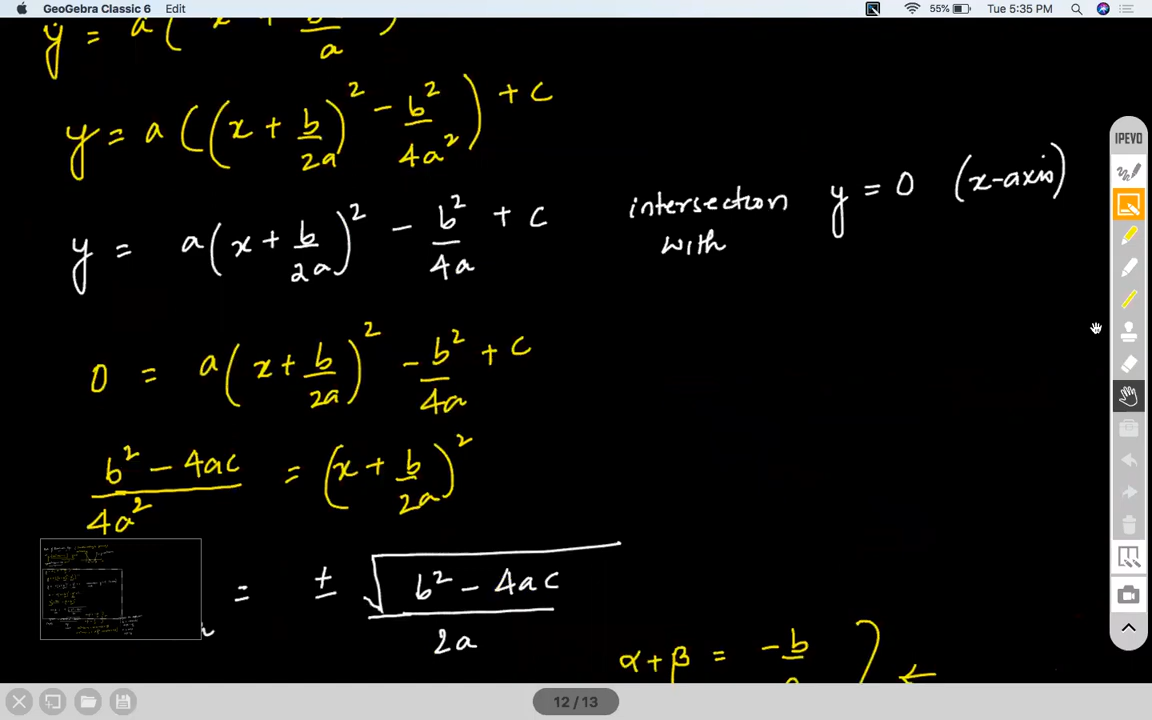 GeoGebra Classic 6 Edit 55% Tue 5:35 PM
y = a ( x + b/a )
y = a ((x + b/2a)² − b²/4a²) + c
y = a(x + b/2a)² − b²/4a + c
intersection with y = 0 (x-axis)
0 = a(x + b/2a)² − b²/4a + c
b² − 4ac/4a² = (x + b/2a)²
= ± √b² − 4ac/2a
α + β = −b/
IPEVO
12 / 13